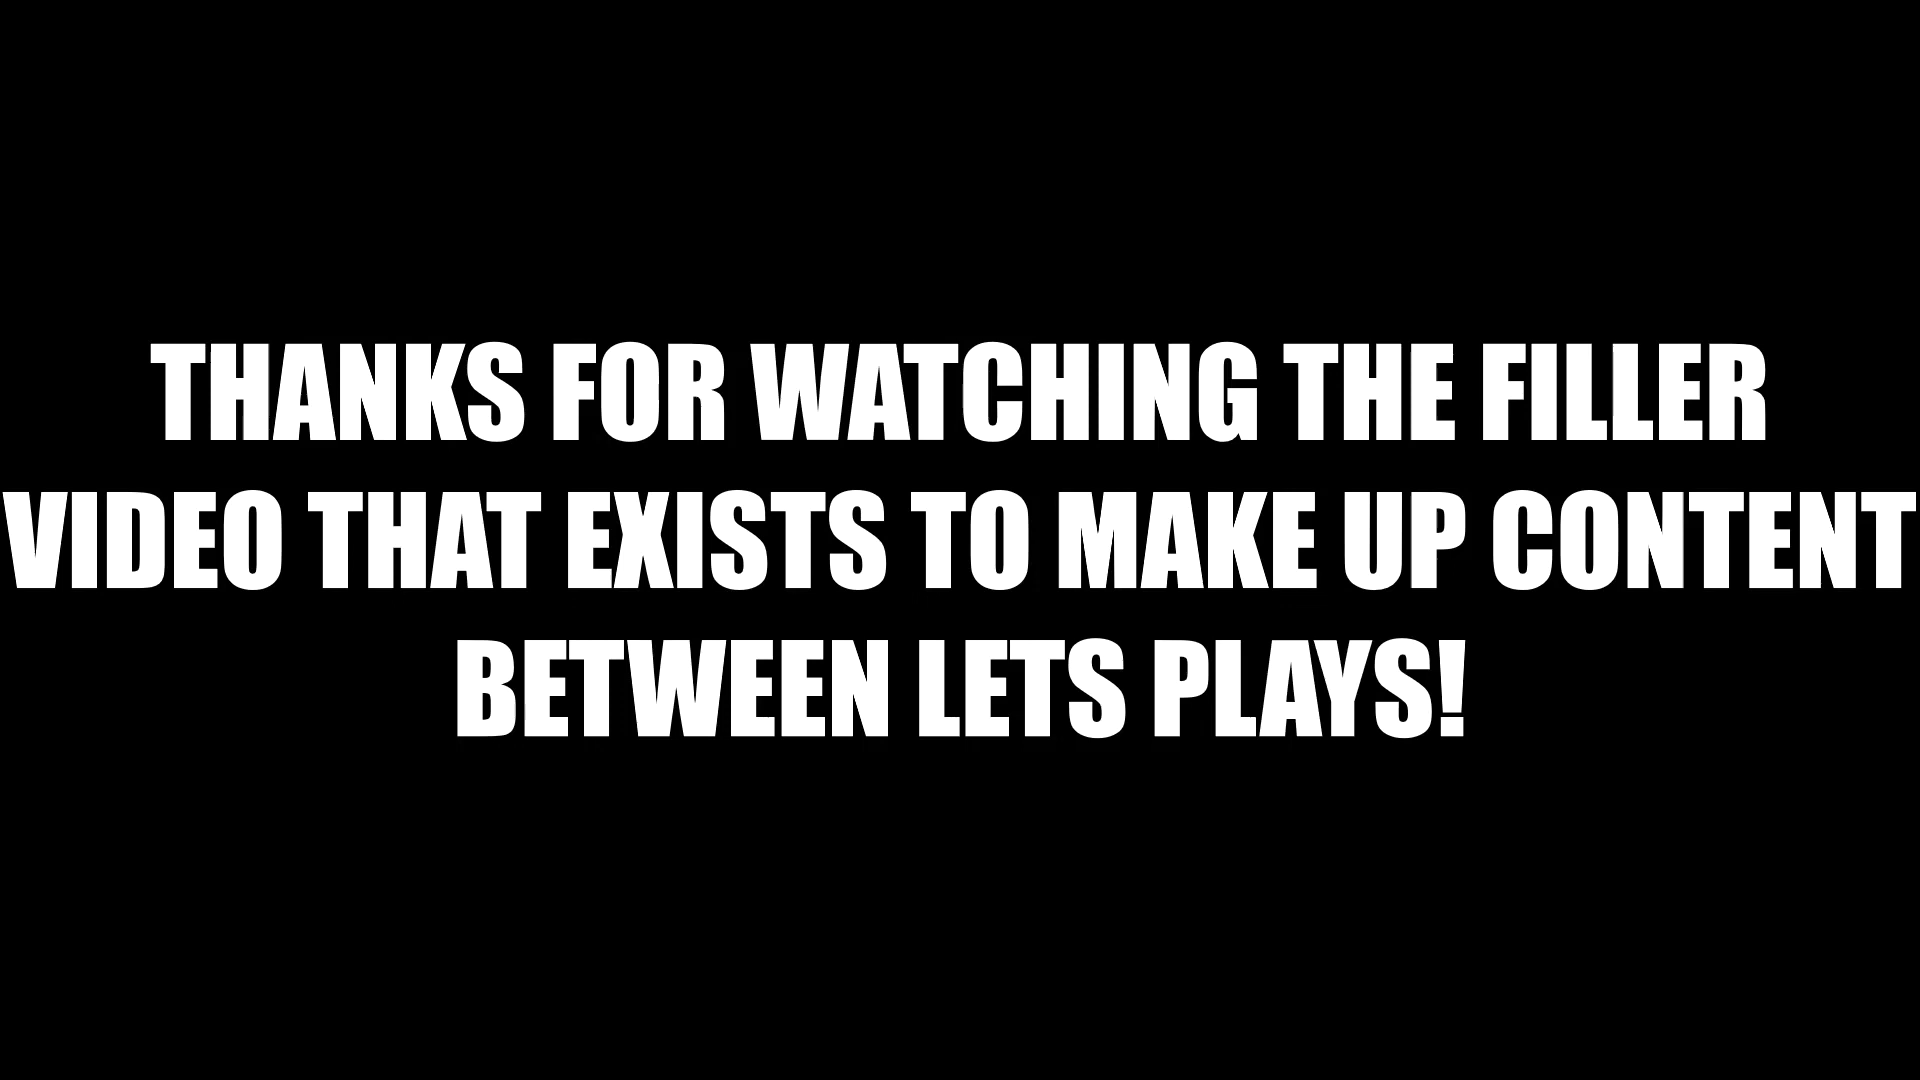 THANKS FOR WATCHING THE FILLER
VIDEO THAT EXISTS TO MAKE UP CONTENT
BETWEEN LETS PLAYS!